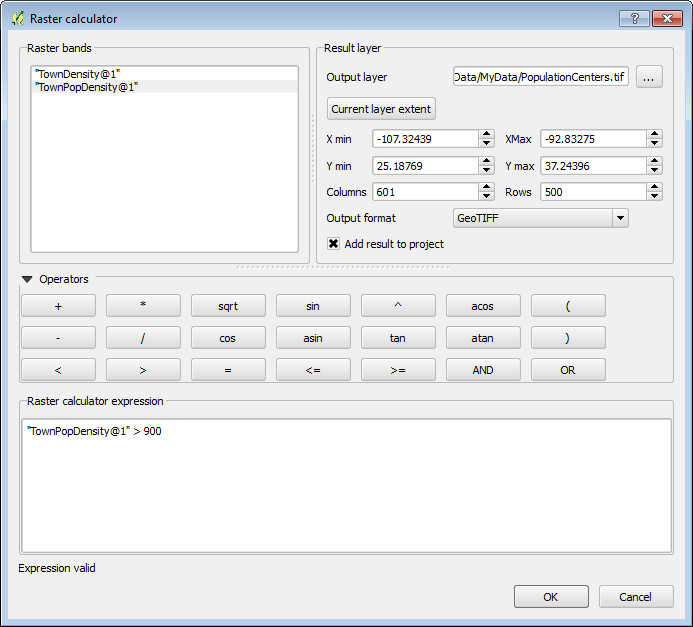 Raster calculator
?
Raster bands
"TownDensity@1"
"TownPopDensity@1"
Result layer
Output layer Data/MyData/PopulationCenters.tif ...
Current layer extent
X min -107.32439 XMax -92.83275
Y min 25.18769 Y max 37.24396
Columns 601 Rows 500
Output format GeoTIFF
Add result to project
Operators
+ * sqrt sin ^ acos (
- / cos asin tan atan )
< > = <= >= AND OR
Raster calculator expression
"TownPopDensity@1" > 900
Expression valid
OK Cancel